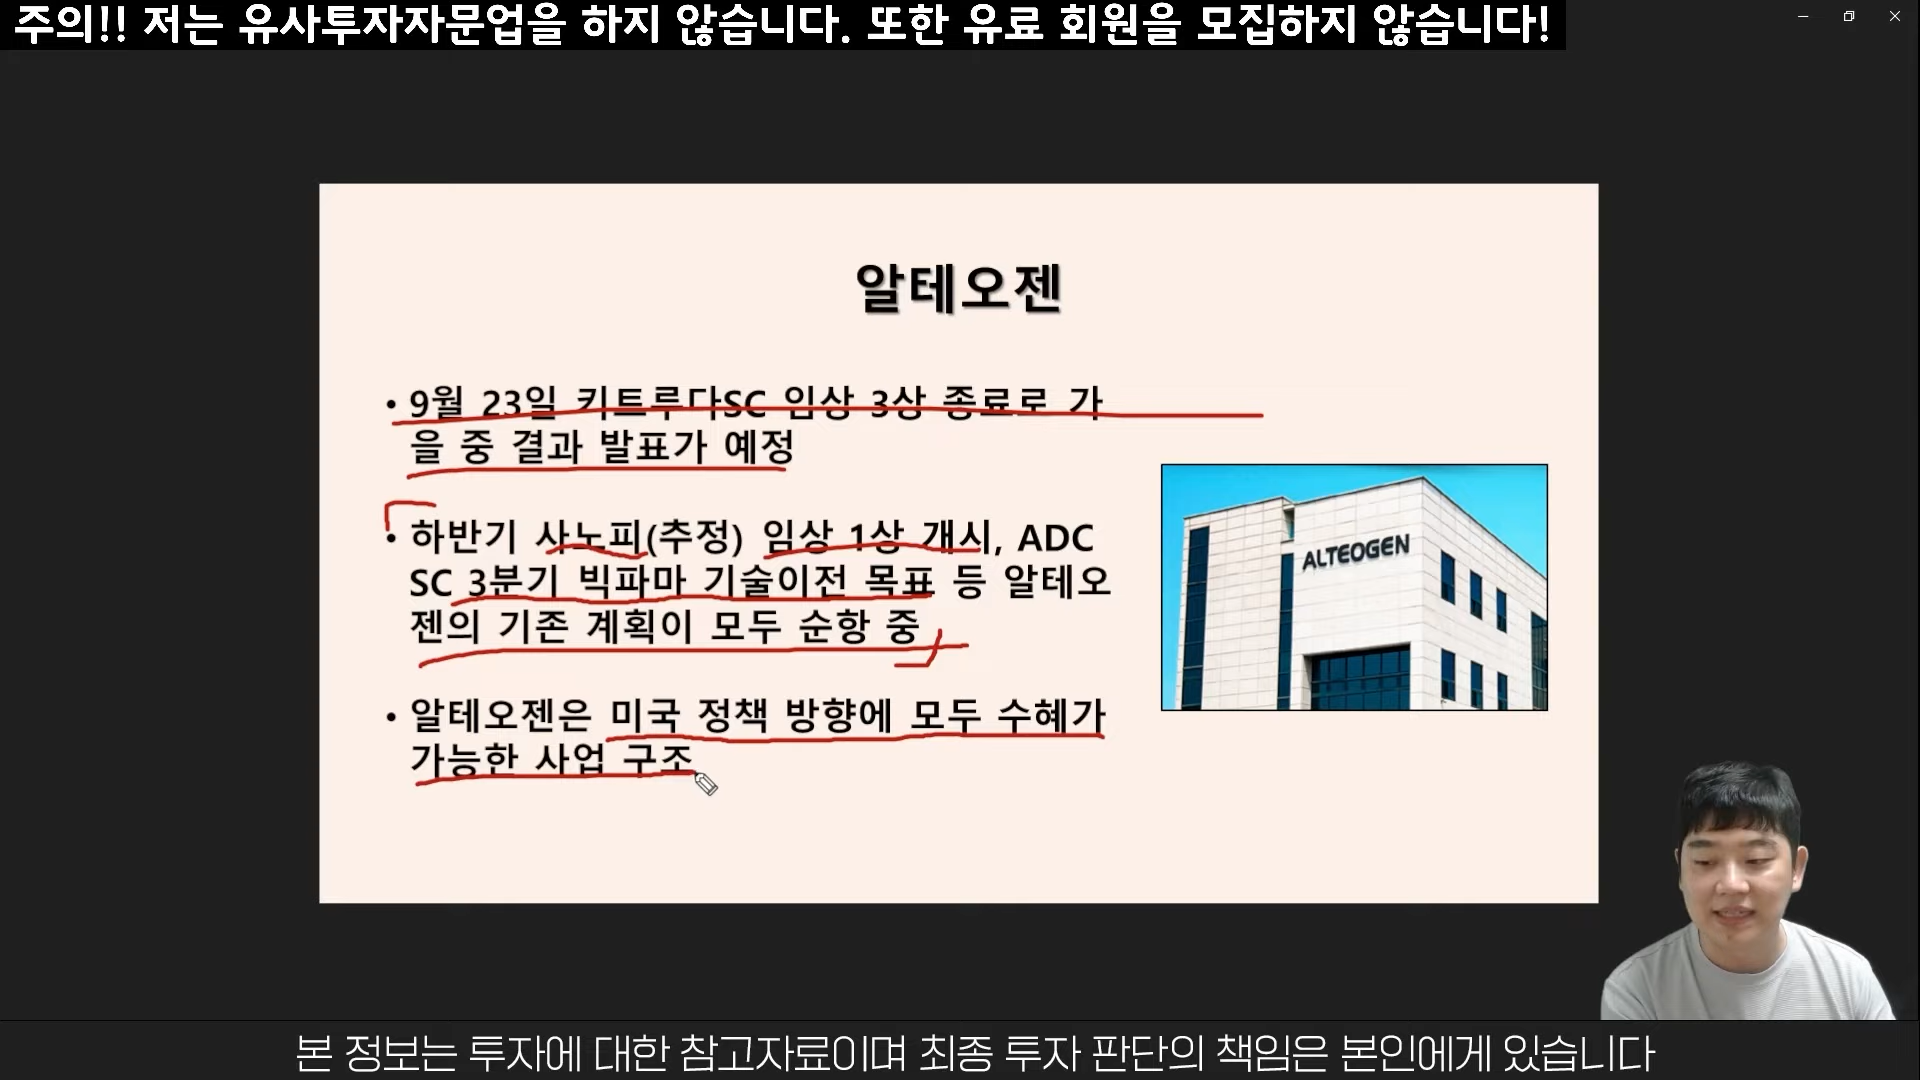 주의!! 저는 유사투자자문업을 하지 않습니다. 또한 유료 회원을 모집하지 않습니다!
알테오젠
• 9월 23일 키트루다SC 임상 3상 종료로 가
을 중 결과 발표가 예정
• 하반기 사노피(추정) 임상 1상 개시, ADC
SC 3분기 빅파마 기술이전 목표 등 알테오
젠의 기존 계획이 모두 순항 중
• 알테오젠은 미국 정책 방향에 모두 수혜가
가능한 사업 구조
ALTEOGEN
본 정보는 투자에 대한 참고자료이며 최종 투자 판단의 책임은 본인에게 있습니다